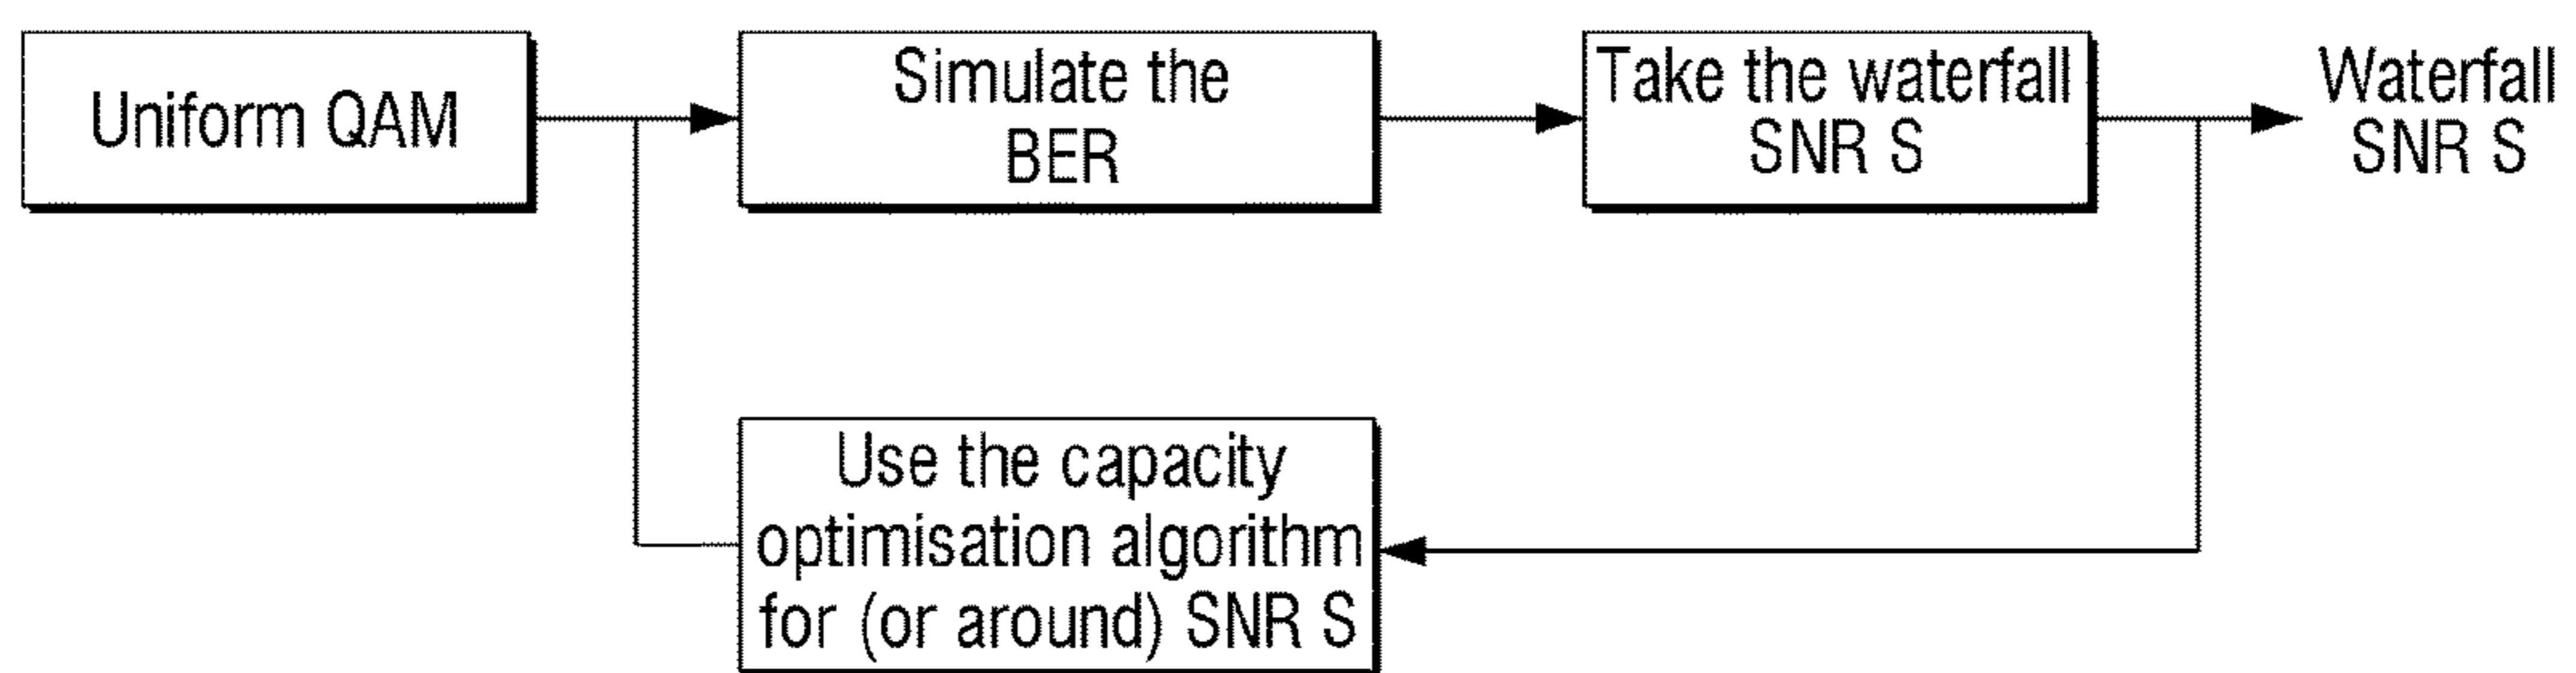 Uniform QAM
Simulate the
BER
Take the waterfall
SNR S
Waterfall
SNR S
Use the capacity
optimisation algorithm
for (or around) SNR S